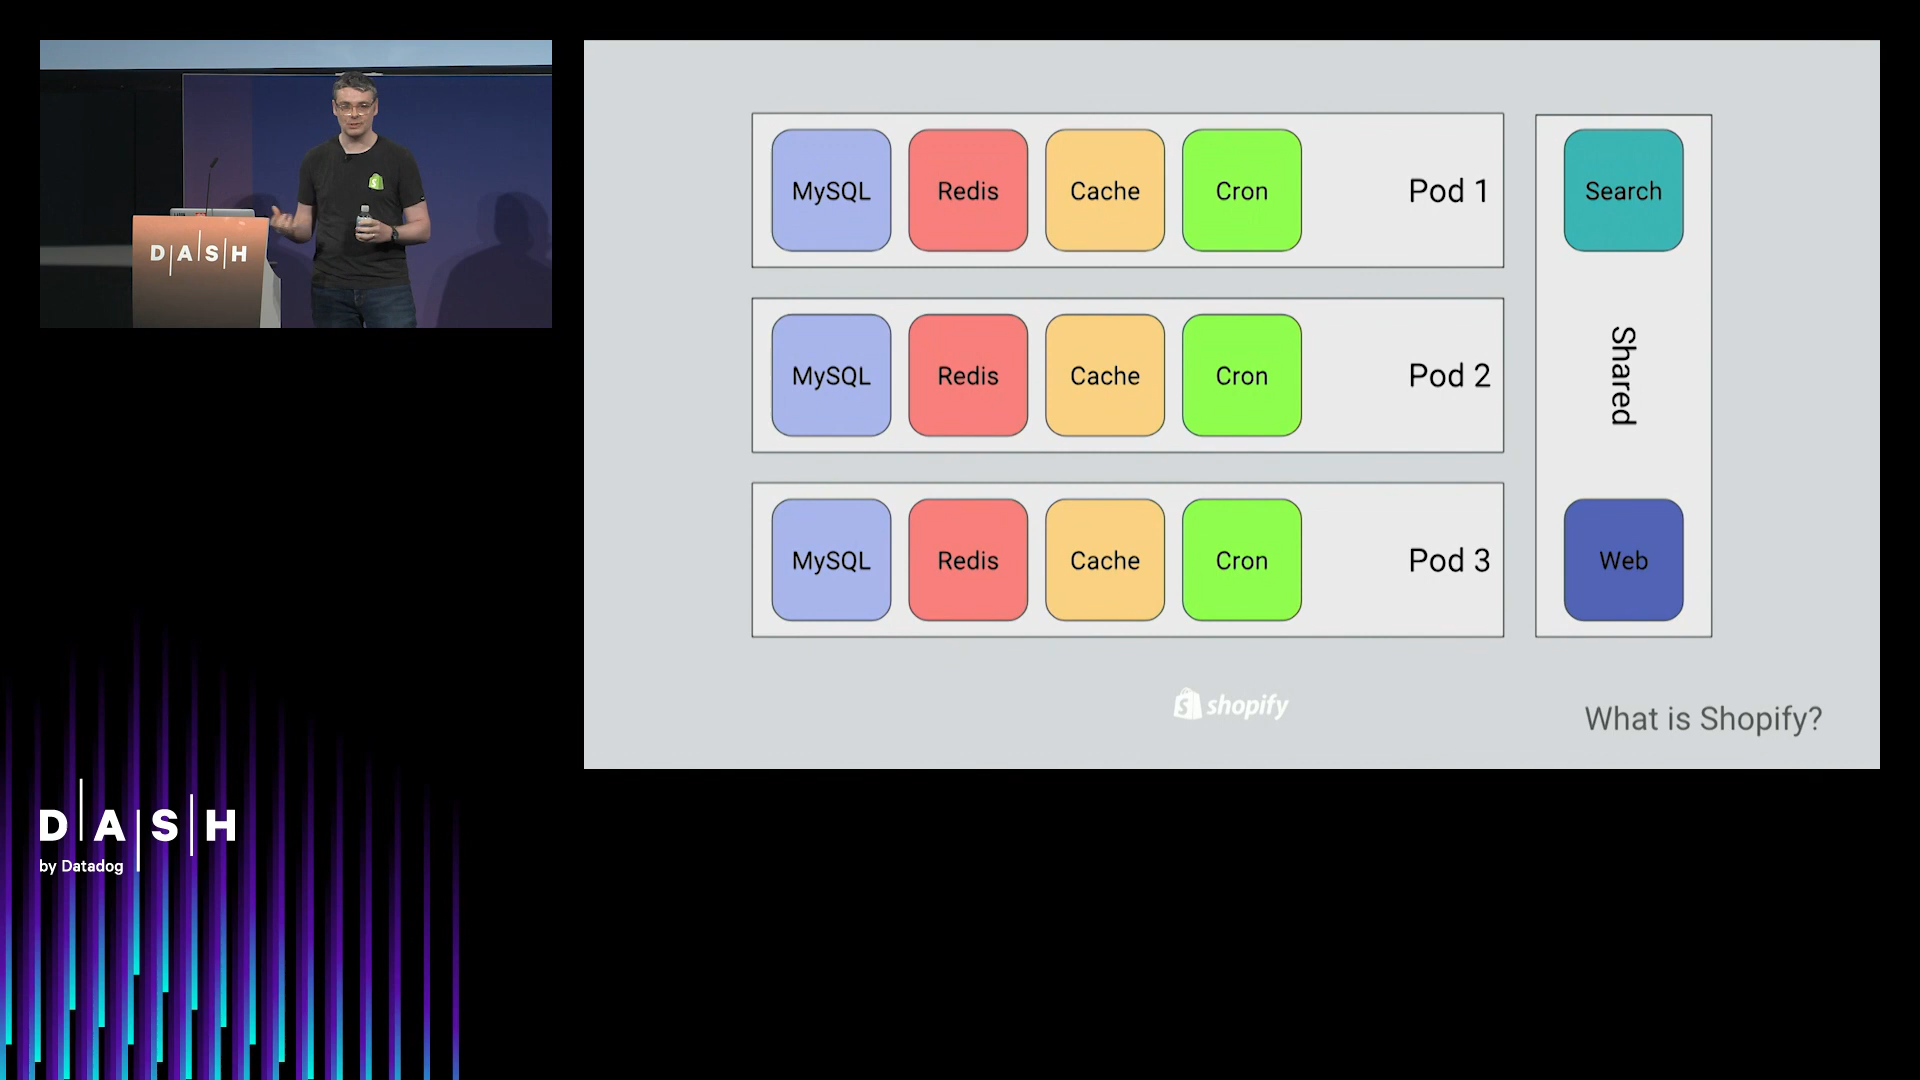 D|A|S|H
MySQL
Redis
Cache
Cron
Pod 1
MySQL
Redis
Cache
Cron
Pod 2
MySQL
Redis
Cache
Cron
Pod 3
Search
Shared
Web
shopify
What is Shopify?
D|A|S|H
by Datadog